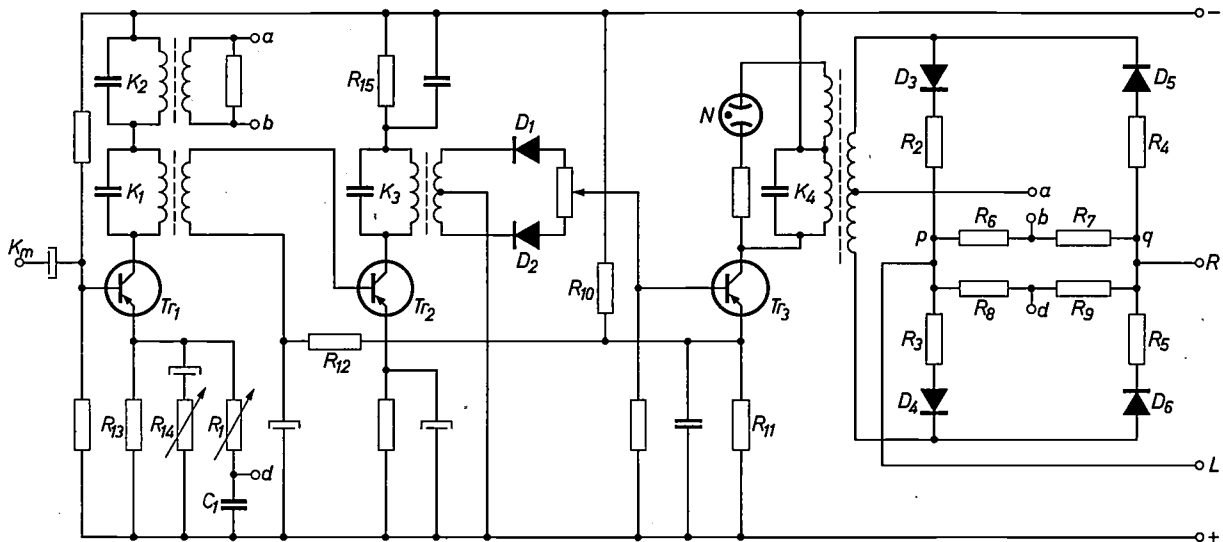 −
a
K2
b
R15
N
D3
D5
R2
R4
D1
K1
K3
K4
a
R6
b
R7
p
q
Km
D2
R
R10
Tr1
Tr2
Tr3
R8
d
R9
R12
R3
R5
D4
D6
R13
R14
R1
R11
d
L
C1
+